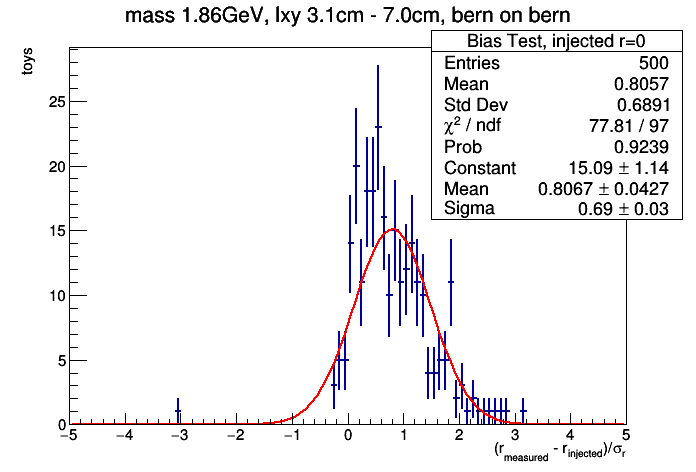 mass 1.86GeV, lxy 3.1cm - 7.0cm, bern on bern
Bias Test, injected r=0
Entries 500
Mean 0.8057
Std Dev 0.6891
χ² / ndf 77.81 / 97
Prob 0.9239
Constant 15.09 ± 1.14
Mean 0.8067 ± 0.0427
Sigma 0.69 ± 0.03
toys
25
20
15
10
5
0
−5 −4 −3 −2 −1 0 1 2 3 4 5
(r_measured - r_injected)/σ_r